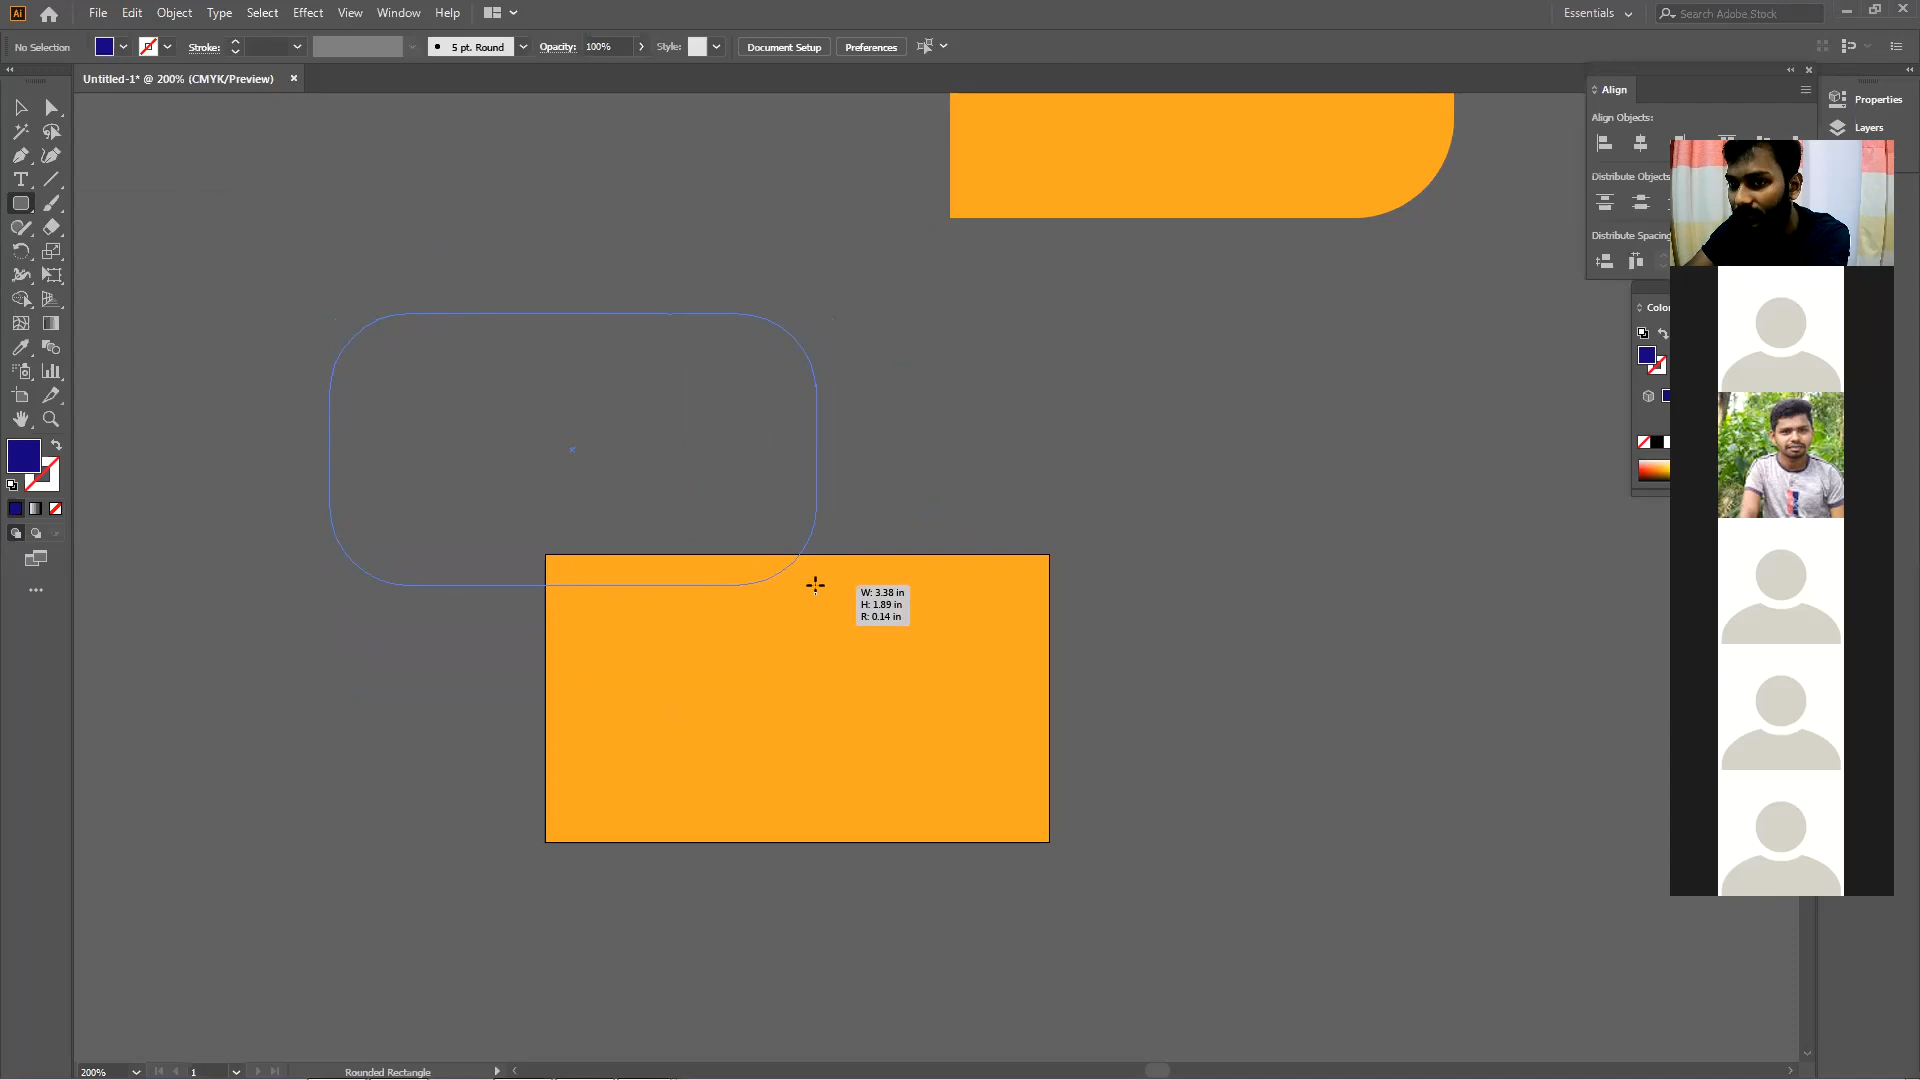 Ai File Edit Object Type Select Effect View Window Help Essentials Search Adobe Stock
No Selection Stroke: 5 pt. Round Opacity: 100% Style: Document Setup Preferences
Untitled-1* @ 200% (CMYK/Preview)
Align
Align Objects:
Distribute Objects
Distribute Spacing
Properties
Layers
Color
T
W: 3.38 in
H: 1.89 in
R: 0.14 in
200% 1 Rounded Rectangle